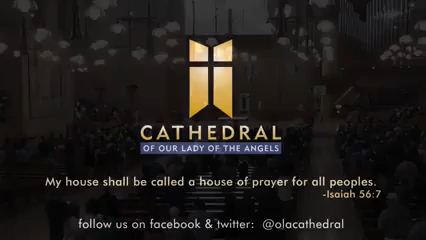 CATHEDRAL
OF OUR LADY OF THE ANGELS
My house shall be called a house of prayer for all peoples.
-Isaiah 56:7
follow us on facebook & twitter: @olacathedral